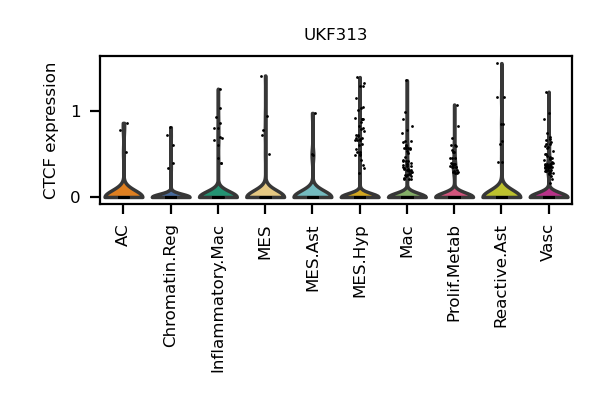 UKF313
CTCF expression
1
0
AC
Chromatin.Reg
Inflammatory.Mac
MES
MES.Ast
MES.Hyp
Mac
Prolif.Metab
Reactive.Ast
Vasc